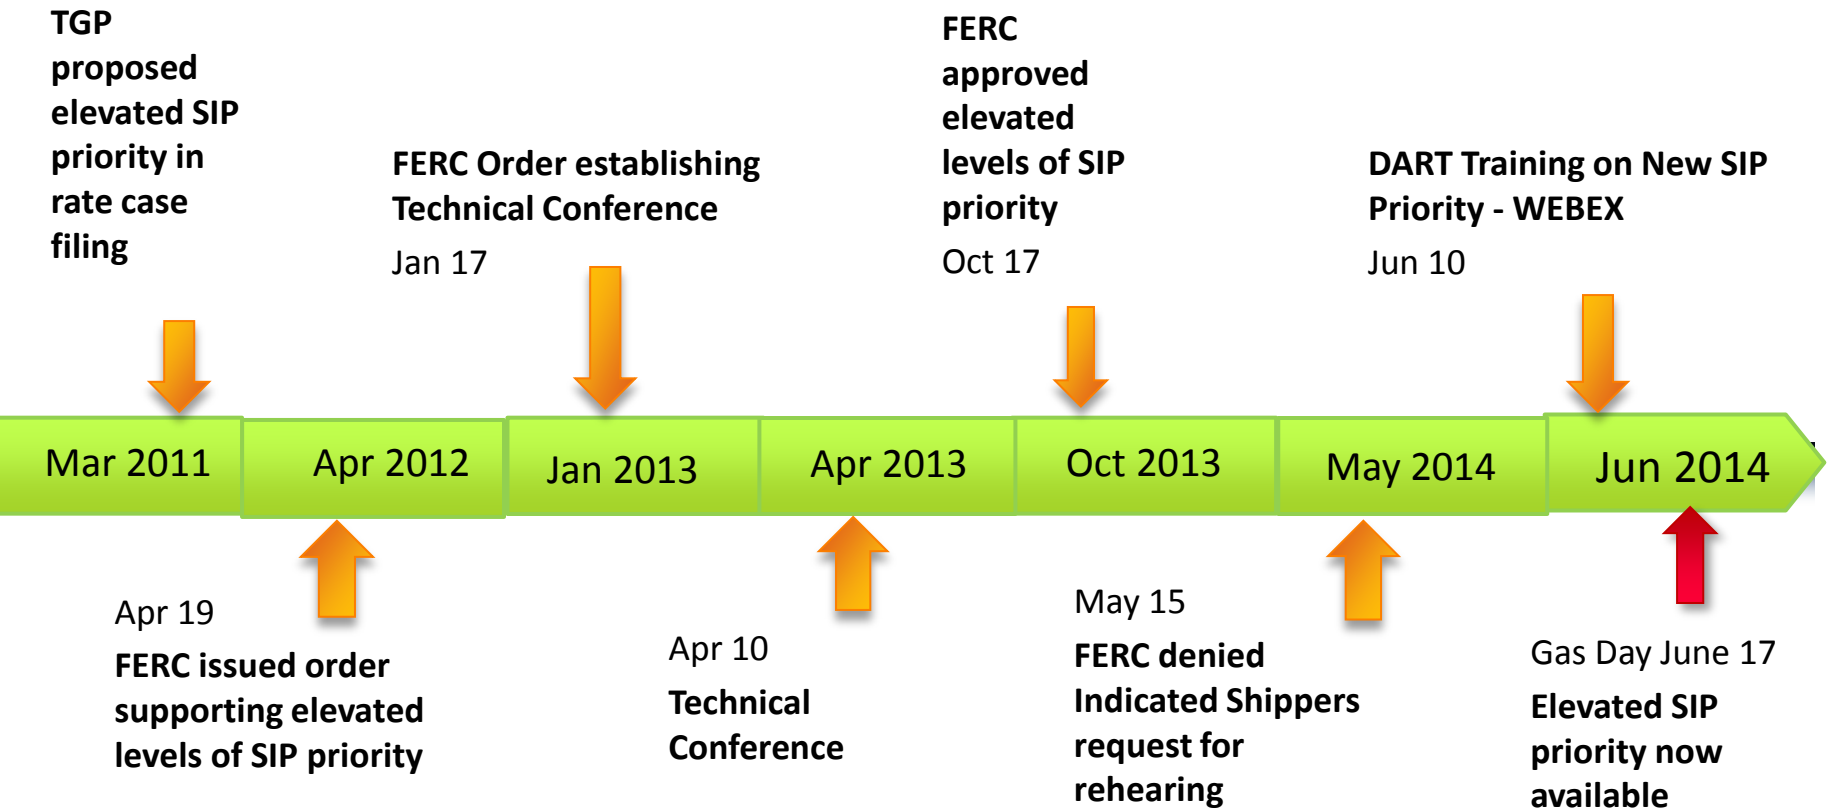 TGP
proposed
elevated SIP
priority in
rate case
filing
FERC Order establishing
Technical Conference
Jan 17
FERC
approved
elevated
levels of SIP
priority
Oct 17
DART Training on New SIP
Priority - WEBEX
Jun 10
Mar 2011
Apr 2012
Jan 2013
Apr 2013
Oct 2013
May 2014
Jun 2014
Apr 19
FERC issued order
supporting elevated
levels of SIP priority
Apr 10
Technical
Conference
May 15
FERC denied
Indicated Shippers
request for
rehearing
Gas Day June 17
Elevated SIP
priority now
available